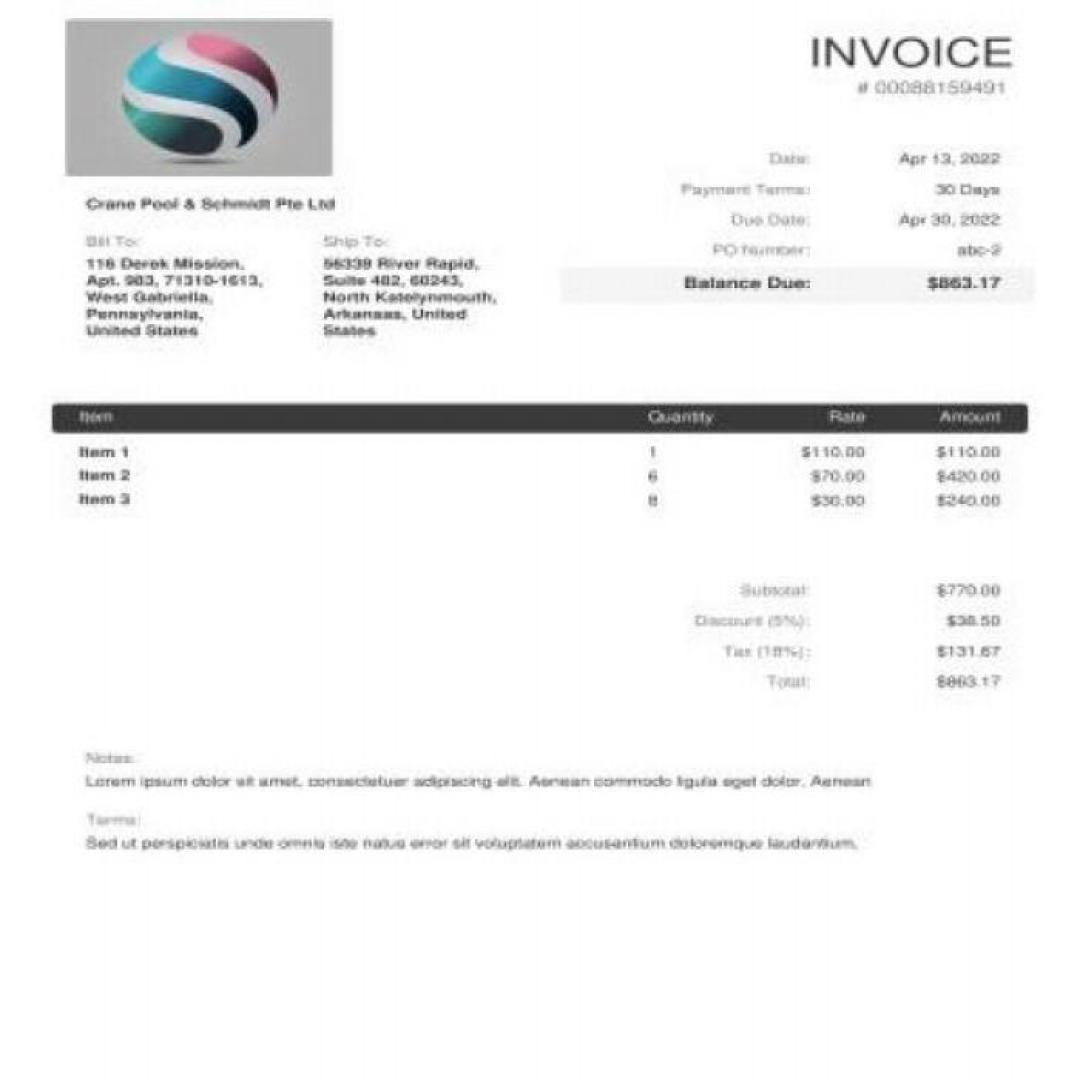 INVOICE
# 00088159491
Date: Apr 13, 2022
Payment Terms: 30 Days
Due Date: Apr 30, 2022
PO Number: abc-2
Balance Due: $863.17
Crane Pool & Schmidt Pte Ltd
Bill To:
116 Derek Mission,
Apt. 983, 71310-1613,
West Gabriella,
Pennsylvania,
United States
Ship To:
56339 River Rapid,
Suite 482, 60243,
North Katelynmouth,
Arkansas, United
States
Item Quantity Rate Amount
Item 1 1 $110.00 $110.00
Item 2 6 $70.00 $420.00
Item 3 8 $30.00 $240.00
Subtotal: $770.00
Discount (5%): $38.50
Tax (18%): $131.67
Total: $863.17
Notes:
Lorem ipsum dolor sit amet, consectetuer adipiscing elit. Aenean commodo ligula eget dolor. Aenean
Terms:
Sed ut perspiciatis unde omnis iste natus error sit voluptatem accusantium doloremque laudantium,